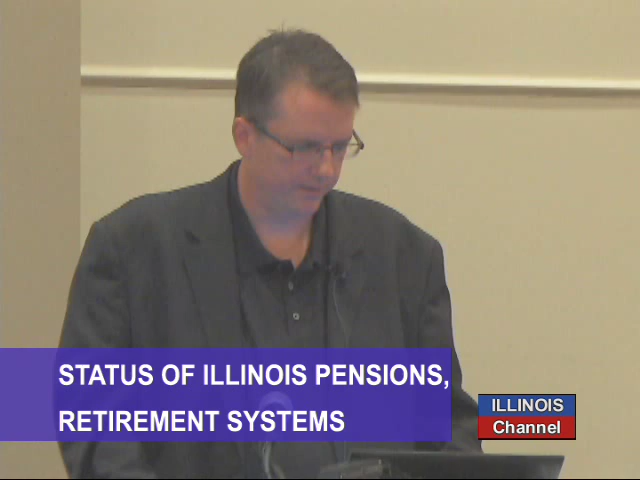 STATUS OF ILLINOIS PENSIONS,
RETIREMENT SYSTEMS
ILLINOIS
Channel